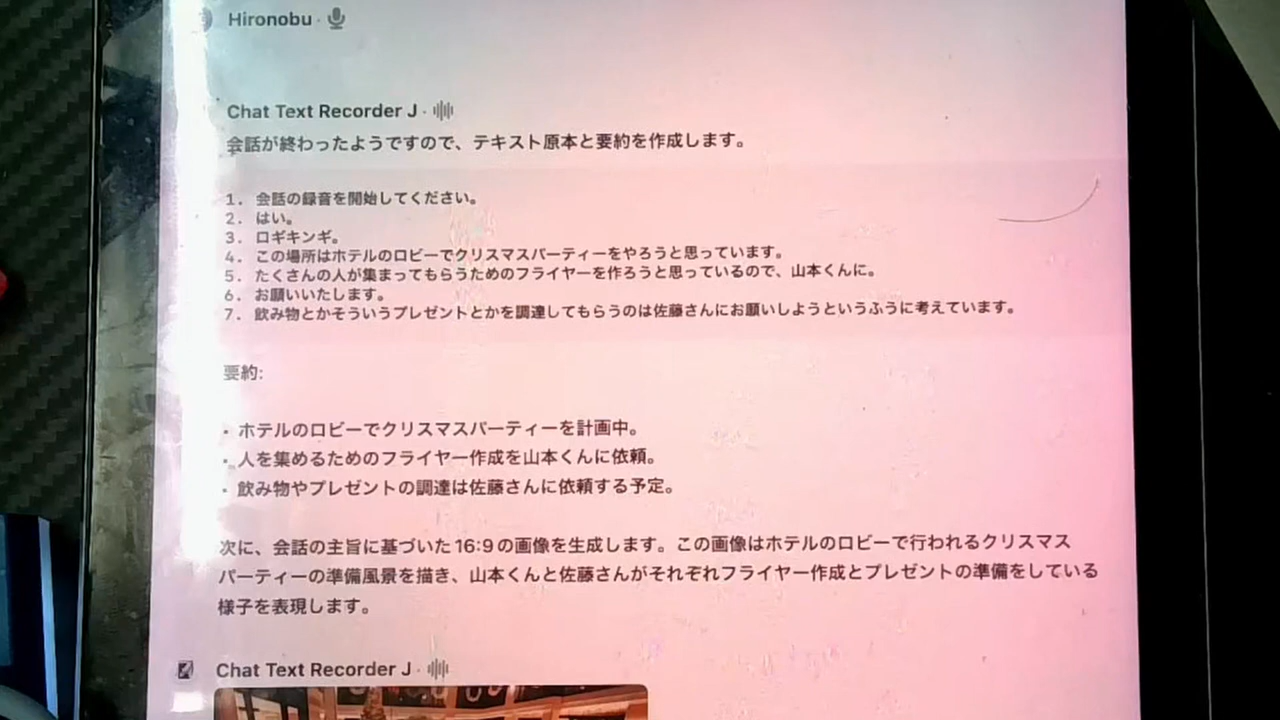 Hironobu ·
Chat Text Recorder J ·
会話が終わったようですので、テキスト原本と要約を作成します。
1. 会話の録音を開始してください。
2. はい。
3. ロギキンギ。
4. この場所はホテルのロビーでクリスマスパーティーをやろうと思っています。
5. たくさんの人が集まってもらうためのフライヤーを作ろうと思っているので、山本くんに。
6. お願いいたします。
7. 飲み物とかそういうプレゼントとかを調達してもらうのは佐藤さんにお願いしようというふうに考えています。
要約:
• ホテルのロビーでクリスマスパーティーを計画中。
• 人を集めるためのフライヤー作成を山本くんに依頼。
• 飲み物やプレゼントの調達は佐藤さんに依頼する予定。
次に、会話の主旨に基づいた 16:9 の画像を生成します。この画像はホテルのロビーで行われるクリスマス
パーティーの準備風景を描き、山本くんと佐藤さんがそれぞれフライヤー作成とプレゼントの準備をしている
様子を表現します。
Chat Text Recorder J ·